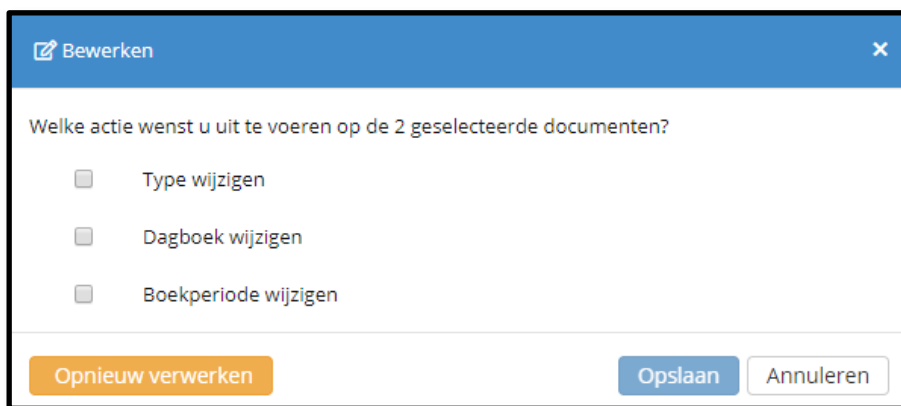 Bewerken
Welke actie wenst u uit te voeren op de 2 geselecteerde documenten?
Type wijzigen
Dagboek wijzigen
Boekperiode wijzigen
Opnieuw verwerken Opslaan Annuleren